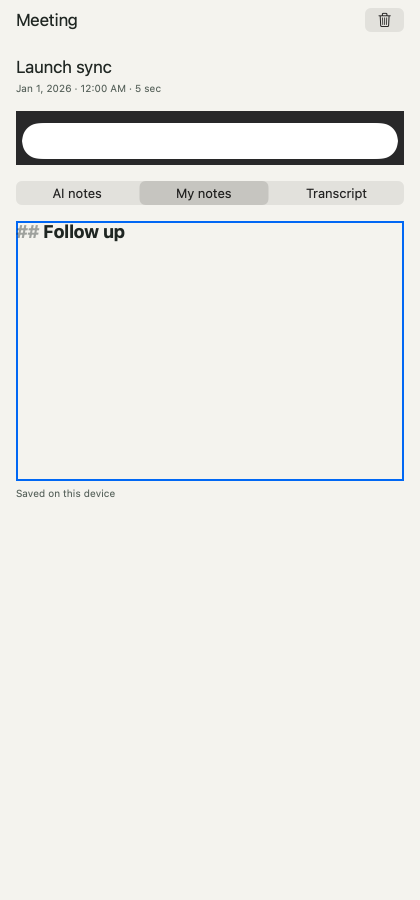 Meeting
Launch sync
Jan 1, 2026 · 12:00 AM · 5 sec
AI notes My notes Transcript
## Follow up
Saved on this device